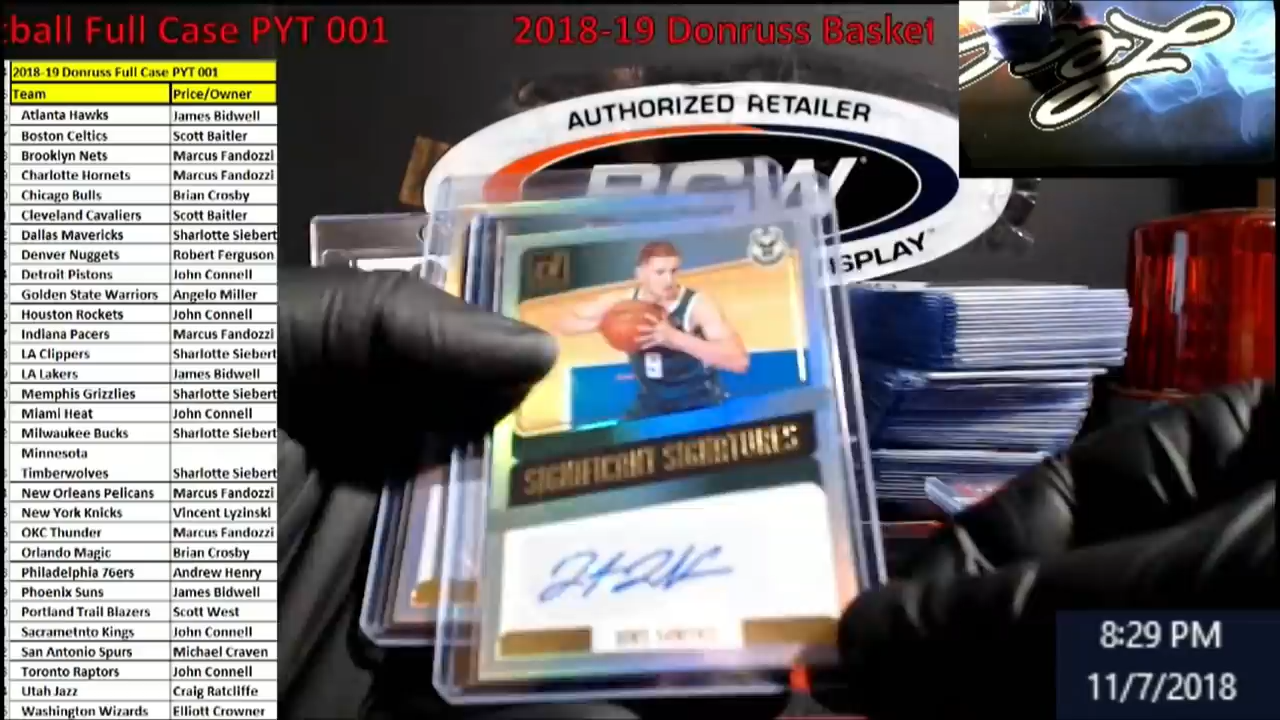 tball Full Case PYT 001
2018-19 Donruss Basket
2018-19 Donruss Full Case PYT 001
Team Price/Owner
Atlanta Hawks James Bidwell
Boston Celtics Scott Baitler
Brooklyn Nets Marcus Fandozzi
Charlotte Hornets Marcus Fandozzi
Chicago Bulls Brian Crosby
Cleveland Cavaliers Scott Baitler
Dallas Mavericks Sharlotte Siebert
Denver Nuggets Robert Ferguson
Detroit Pistons John Connell
Golden State Warriors Angelo Miller
Houston Rockets John Connell
Indiana Pacers Marcus Fandozzi
LA Clippers Sharlotte Siebert
LA Lakers James Bidwell
Memphis Grizzlies Sharlotte Siebert
Miami Heat John Connell
Milwaukee Bucks Sharlotte Siebert
Minnesota
Timberwolves Sharlotte Siebert
New Orleans Pelicans Marcus Fandozzi
New York Knicks Vincent Lyzinski
OKC Thunder Marcus Fandozzi
Orlando Magic Brian Crosby
Philadelphia 76ers Andrew Henry
Phoenix Suns James Bidwell
Portland Trail Blazers Scott West
Sacrametnto Kings John Connell
San Antonio Spurs Michael Craven
Toronto Raptors John Connell
Utah Jazz Craig Ratcliffe
Washington Wizards Elliott Crowner
AUTHORIZED RETAILER
BCW
ISPLAY
SIGNIFICANT SIGNATURES
8:29 PM
11/7/2018